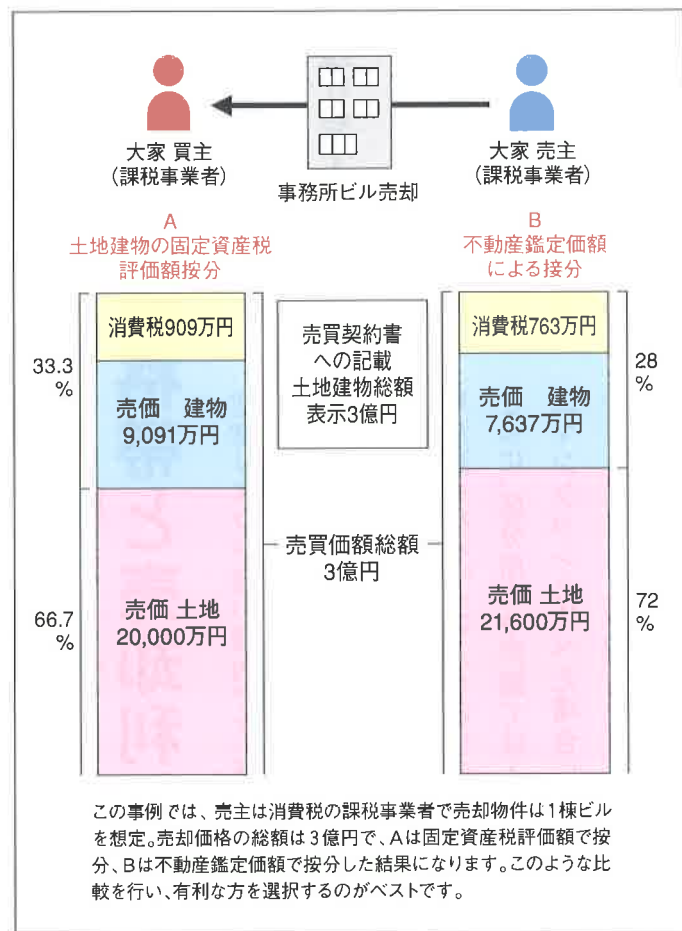 大家 買主
(課税事業者)
事務所ビル売却
大家 売主
(課税事業者)
A
土地建物の固定資産税
評価額按分
B
不動産鑑定価額
による接分
33.3
%
66.7
%
消費税909万円
売価 建物
9,091万円
売価 土地
20,000万円
売買契約書
への記載
土地建物総額
表示3億円
売買価額総額
3億円
消費税763万円
売価 建物
7,637万円
売価 土地
21,600万円
28
%
72
%
この事例では、売主は消費税の課税事業者で売却物件は1棟ビル
を想定。売却価格の総額は3億円で、Aは固定資産税評価額で按
分、Bは不動産鑑定価額で按分した結果になります。このような比
較を行い、有利な方を選択するのがベストです。